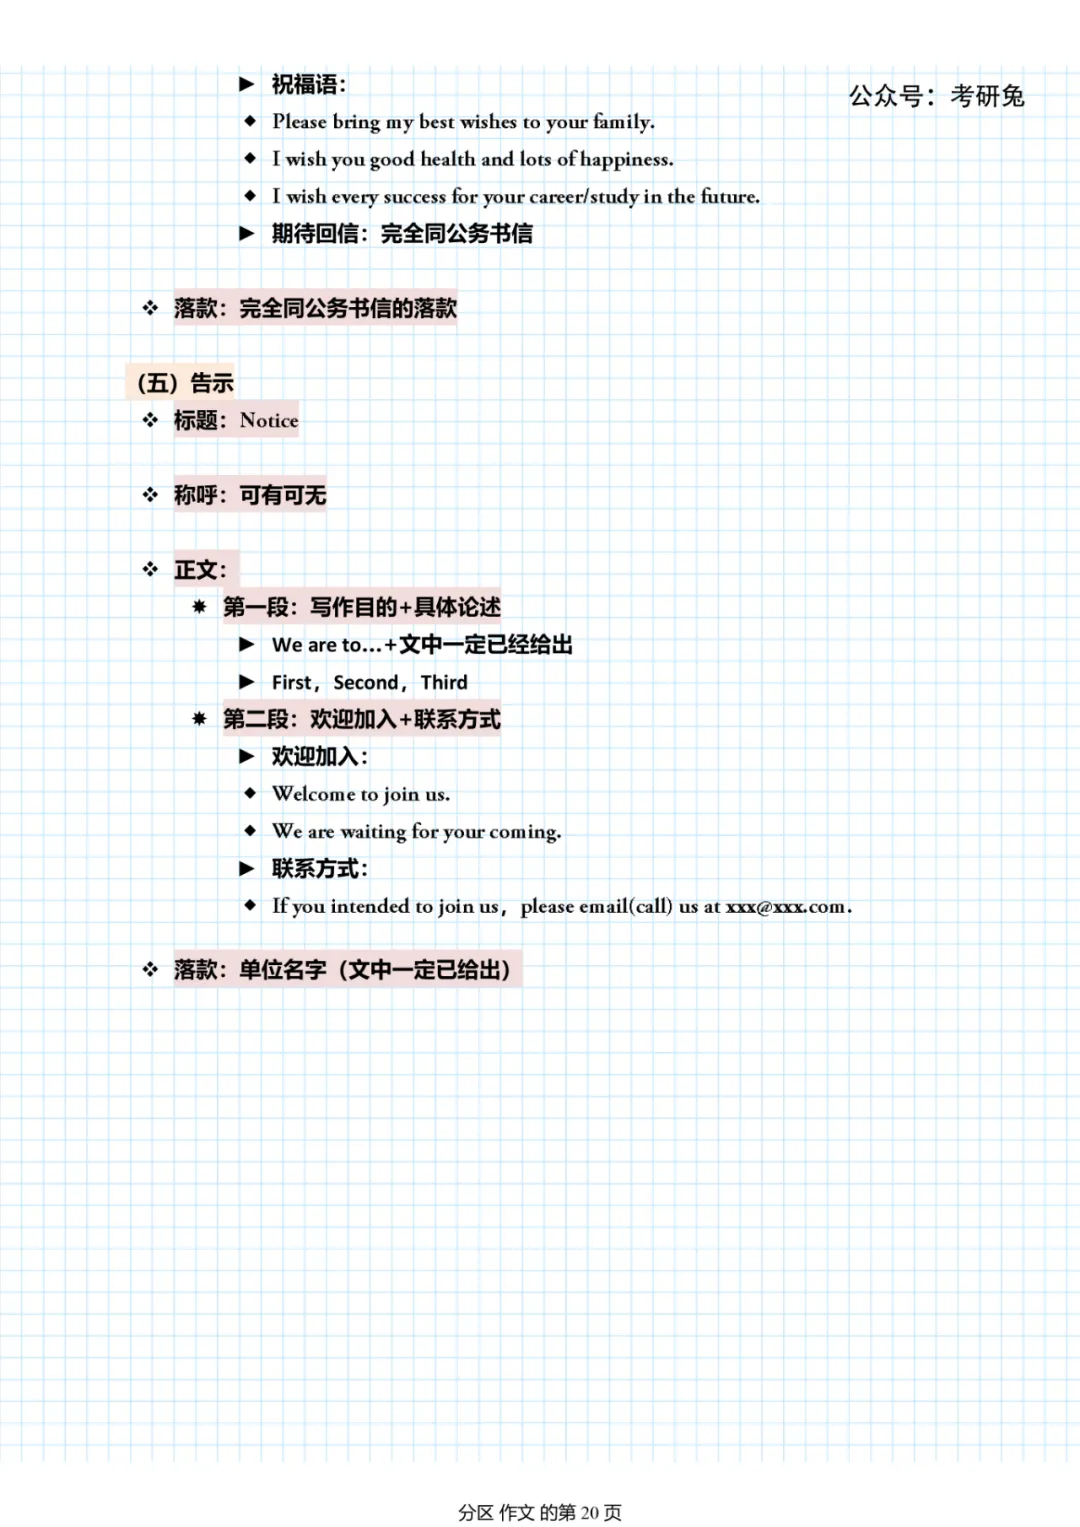 公众号：考研兔
► 祝福语：
◆ Please bring my best wishes to your family.
◆ I wish you good health and lots of happiness.
◆ I wish every success for your career/study in the future.
► 期待回信：完全同公务书信
❖ 落款：完全同公务书信的落款
（五）告示
❖ 标题：Notice
❖ 称呼：可有可无
❖ 正文：
✸ 第一段：写作目的+具体论述
► We are to…+文中一定已经给出
► First，Second，Third
✸ 第二段：欢迎加入+联系方式
► 欢迎加入：
◆ Welcome to join us.
◆ We are waiting for your coming.
► 联系方式：
◆ If you intended to join us，please email(call) us at xxx@xxx.com.
❖ 落款：单位名字（文中一定已给出）
分区 作文 的第 20 页